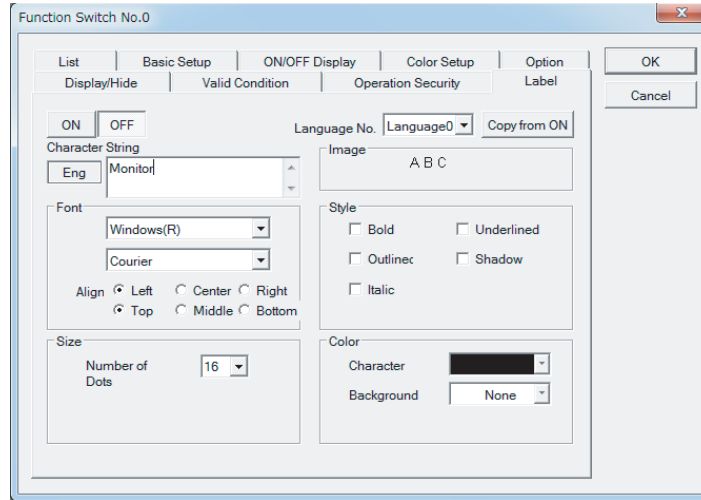 Function Switch No.0
List Basic Setup ON/OFF Display Color Setup Option
Display/Hide Valid Condition Operation Security Label
OK
Cancel
ON OFF Language No. Language0 Copy from ON
Character String
Eng Monitor
Image
A B C
Font
Windows(R)
Courier
Align Left Center Right
Top Middle Bottom
Style
Bold Underlined
Outlinec Shadow
Italic
Size
Number of Dots 16
Color
Character
Background None